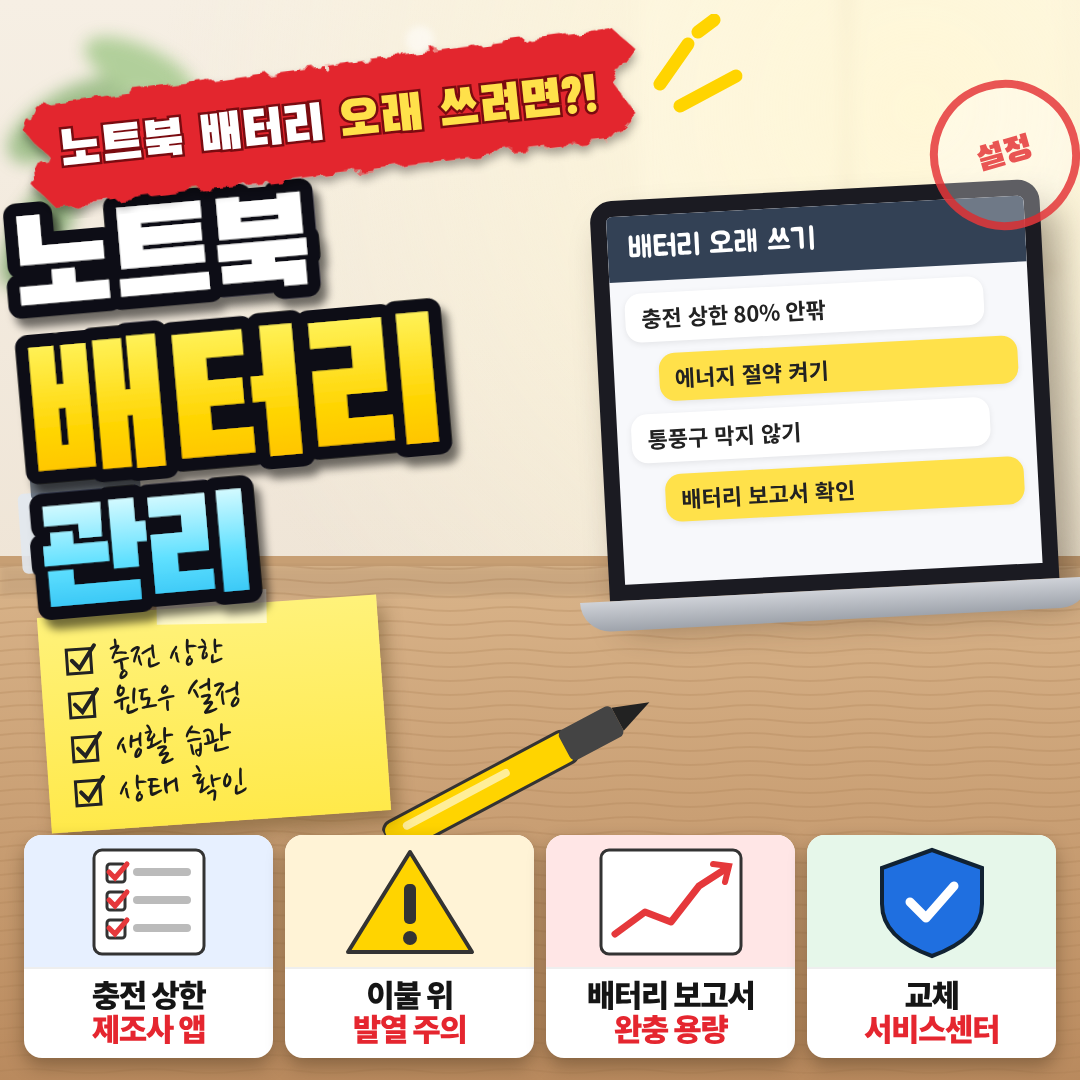 노트북 배터리 오래 쓰려면?!
노트북
배터리
관리
설정
배터리 오래 쓰기
충전 상한 80% 안팎
에너지 절약 켜기
통풍구 막지 않기
배터리 보고서 확인
충전 상한
윈도우 설정
생활 습관
상태 확인
충전 상한
제조사 앱
이불 위
발열 주의
배터리 보고서
완충 용량
교체
서비스센터